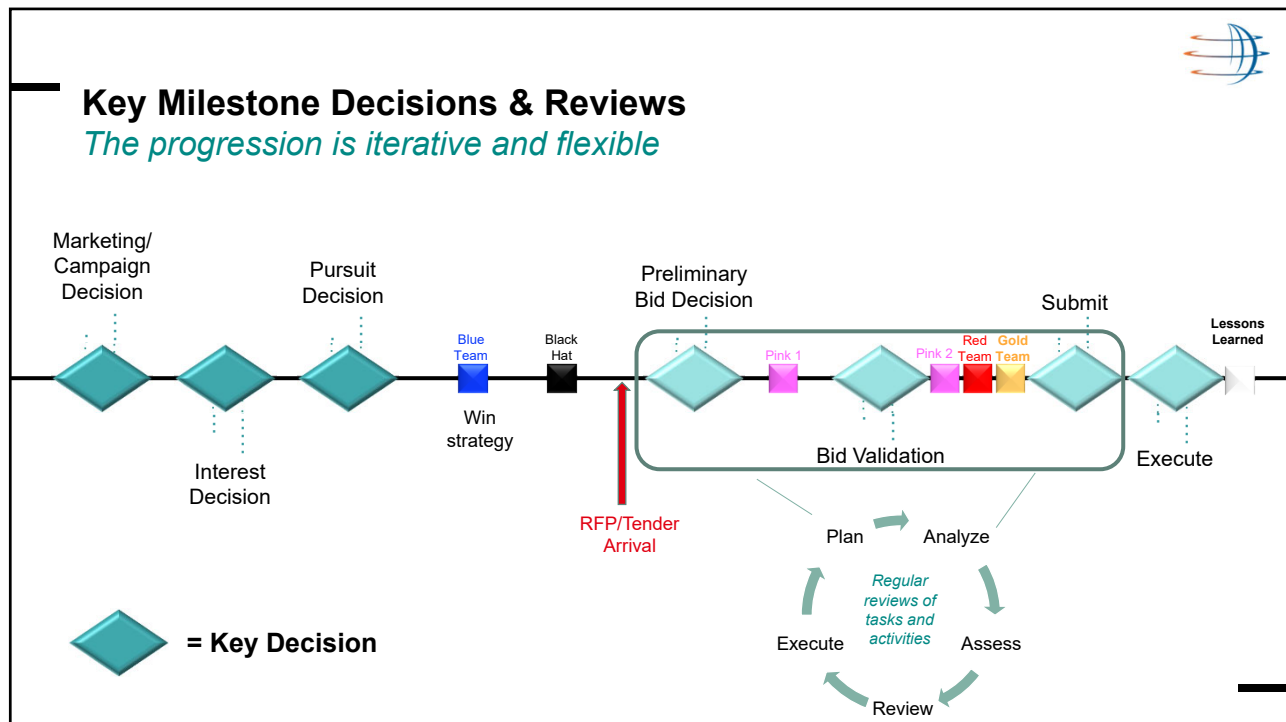 Key Milestone Decisions & Reviews
The progression is iterative and flexible
Marketing/
Campaign
Decision
Interest
Decision
Pursuit
Decision
Blue
Team
Win
strategy
Black
Hat
RFP/Tender
Arrival
Preliminary
Bid Decision
Pink 1
Bid Validation
Pink 2
Red
Team
Gold
Team
Submit
Execute
Lessons
Learned
Plan
Analyze
Assess
Review
Execute
Regular
reviews of
tasks and
activities
= Key Decision